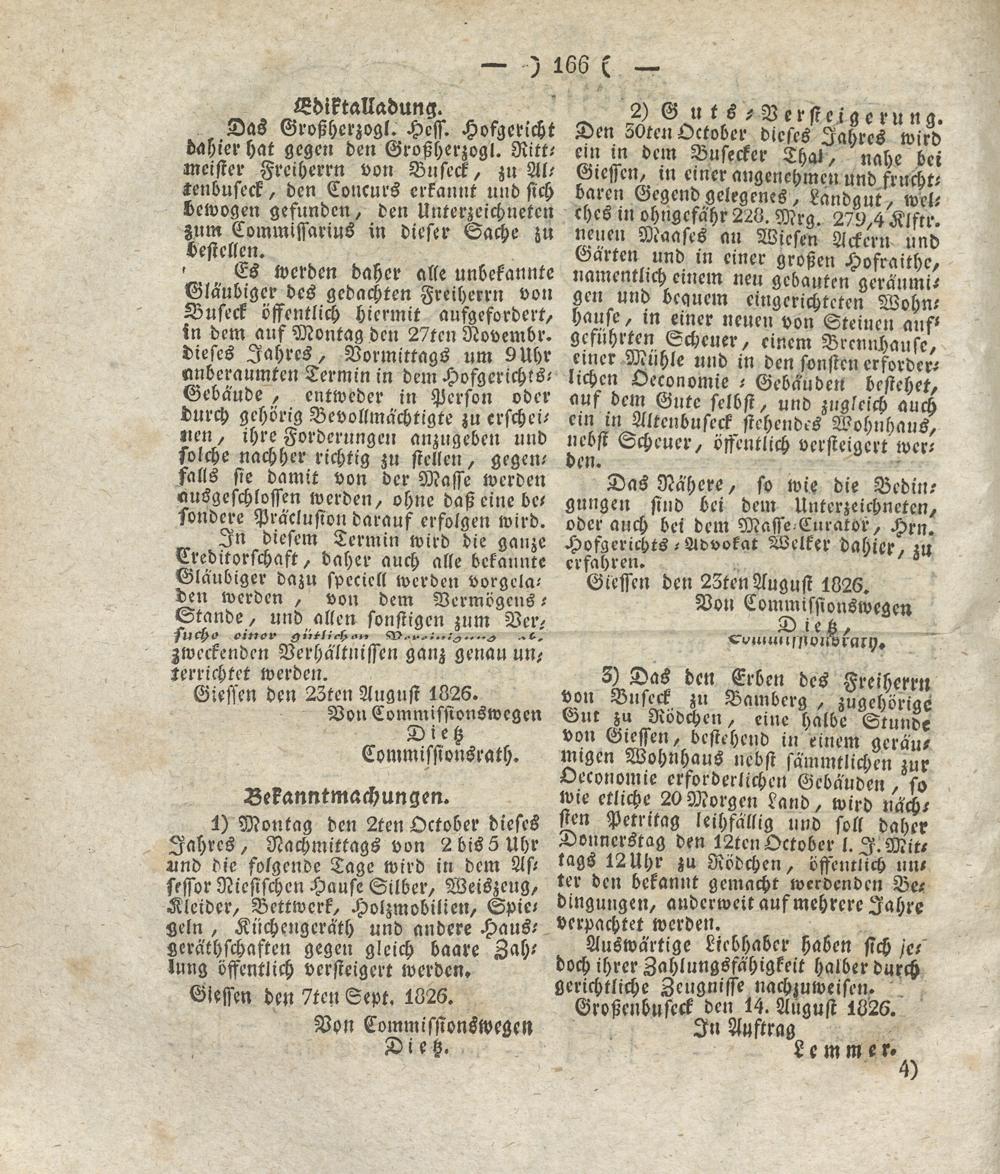 — ) 166 ( —
Ediktalladung.
Das Großherzogl. Hess. Hofgericht
dahier hat gegen den Großherzogl. Ritt-
meister Freiherrn von Buseck, zu Al-
tenbuseck, den Concurs erkannt und sich
bewogen gefunden, den Unterzeichneten
zum Commissarius in dieser Sache zu
bestellen.
Es werden daher alle unbekannte
Gläubiger des gedachten Freiherrn von
Buseck öffentlich hiermit aufgefordert,
in dem auf Montag den 27ten Novembr.
dieses Jahres, Vormittags um 9 Uhr
anberaumten Termin in dem Hofgerichts-
Gebäude, entweder in Person oder
durch gehörig Bevollmächtigte zu erschei-
nen, ihre Forderungen anzugeben und
solche nachher richtig zu stellen, gegen-
falls sie damit von der Masse werden
ausgeschlossen werden, ohne daß eine be-
sondere Präclusion darauf erfolgen wird.
In diesem Termin wird die ganze
Creditorschaft, daher auch alle bekannte
Gläubiger dazu speciell werden vorgela-
den werden, von dem Vermögens-
Stande, und allen sonstigen zum Ver-
suche einer gütlichen Vereinigung ab-
zweckenden Verhältnissen ganz genau un-
terrichtet werden.
Giessen den 23ten August 1826.
Von Commissionswegen
Dietz
Commissionsrath.
Bekanntmachungen.
1) Montag den 2ten October dieses
Jahres, Nachmittags von 2 bis 5 Uhr
und die folgende Tage wird in dem As-
sessor Riesischen Hause Silber, Weiszeug,
Kleider, Bettwerk, Holzmobilien, Spie-
geln, Küchengeräth und andere Haus-
geräthschaften gegen gleich baare Zah-
lung öffentlich versteigert werden.
Giessen den 7ten Sept. 1826.
Von Commissionswegen
Dietz.
2) Guts-Versteigerung.
Den 30ten October dieses Jahres wird
ein in dem Busecker Thal, nahe bei
Giessen, in einer angenehmen und frucht-
baren Gegend gelegenes, Landgut, wel-
ches in ohngefähr 228. Mrg. 279,4 Klftr.
neuen Maases an Wiesen Ackern und
Gärten und in einer großen Hofraithe,
namentlich einem neu gebauten geräumi-
gen und bequem eingerichteten Wohn-
hause, in einer neuen von Steinen auf-
geführten Scheuer, einem Brennhause,
einer Mühle und in den sonsten erforder-
lichen Oeconomie-Gebäuden bestehet,
auf dem Gute selbst, und zugleich auch
ein in Altenbuseck stehendes Wohnhaus,
nebst Scheuer, öffentlich versteigert wer-
den.
Das Nähere, so wie die Bedin-
gungen sind bei dem Unterzeichneten,
oder auch bei dem Masse-Curator, Hrn.
Hofgerichts-Advokat Welker dahier, zu
erfahren.
Giessen den 23ten August 1826.
Von Commissionswegen
Dietz,
Commissionsrath.
3) Das den Erben des Freiherrn
von Buseck zu Bamberg, zugehörige
Gut zu Rödchen, eine halbe Stunde
von Giessen, bestehend in einem geräu-
migen Wohnhaus nebst sämmtlichen zur
Oeconomie erforderlichen Gebäuden, so
wie etliche 20 Morgen Land, wird näch-
sten Petritag leihfällig und soll daher
Donnerstag den 12ten October l. J. Mit-
tags 12 Uhr zu Rödchen, öffentlich un-
ter den bekannt gemacht werdenden Be-
dingungen, anderweit auf mehrere Jahre
verpachtet werden.
Auswärtige Liebhaber haben sich je-
doch ihrer Zahlungsfähigkeit halber durch
gerichtliche Zeugnisse nachzuweisen.
Großenbuseck den 14. August 1826.
In Auftrag
Lemmer.
4)